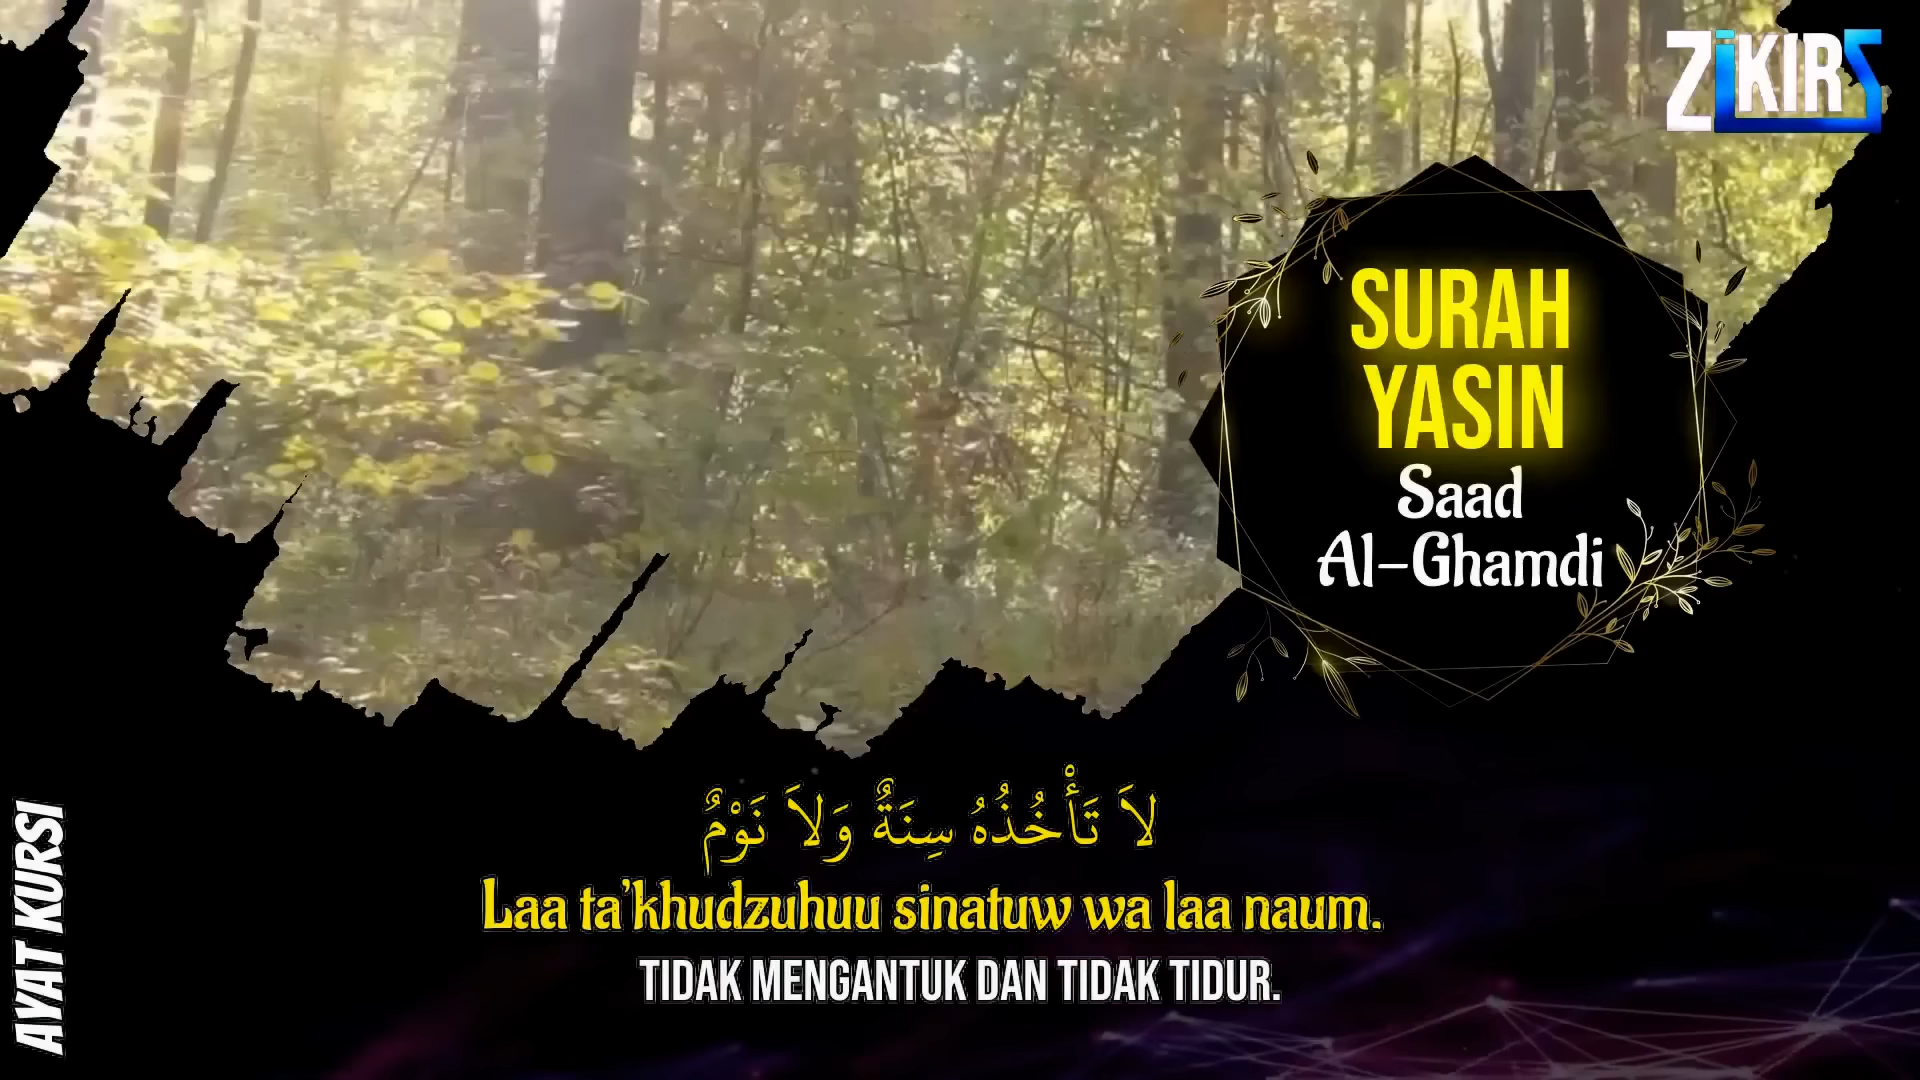 ZIKIRS
SURAH
YASIN
Saad
Al-Ghamdi
لاَ تَأْخُذُهُ سِنَةٌ وَلاَ نَوْمٌ
Laa ta'khudzuhuu sinatuw wa laa naum.
TIDAK MENGANTUK DAN TIDAK TIDUR.
AYAT KURSI